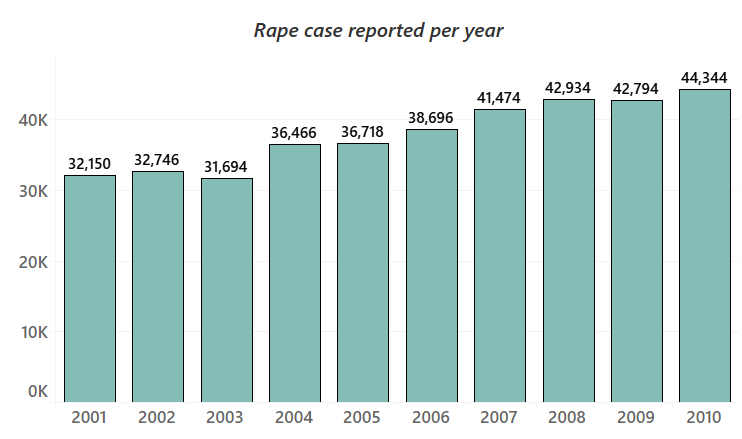 Rape case reported per year
44,344
42,934
42,794
41,474
40K
38,696
36,466
36,718
32,150
32,746
31,694
30K
20K
10K
0K
2001 2002 2003 2004 2005 2006 2007 2008 2009 2010